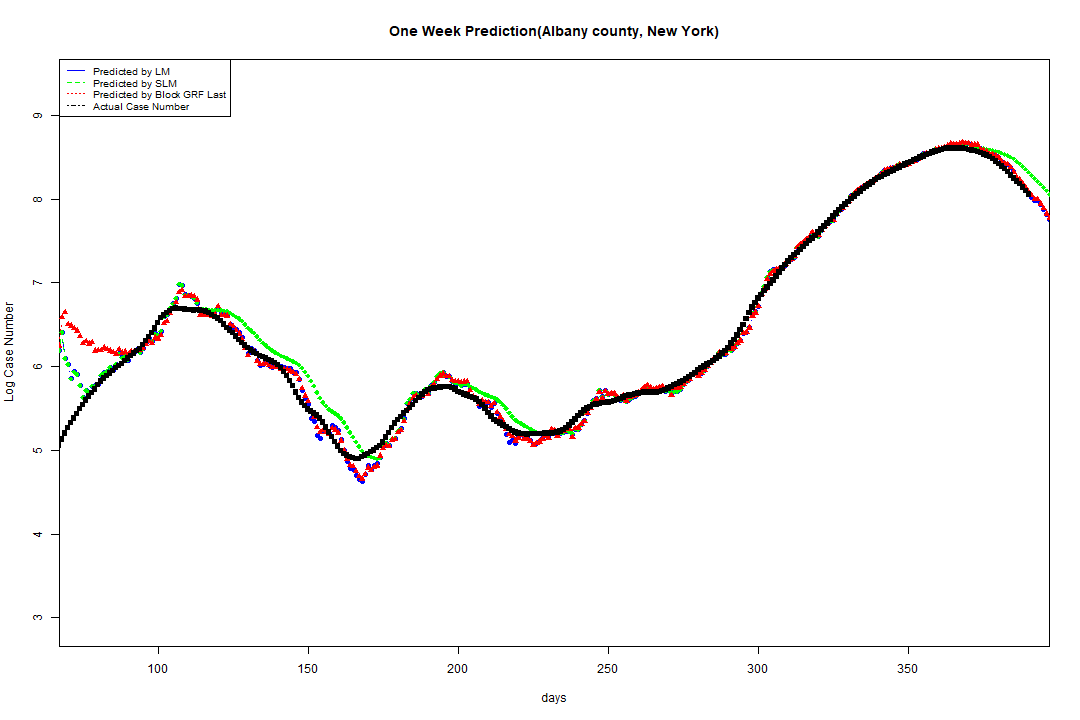 One Week Prediction(Albany county, New York)
Predicted by LM
Predicted by SLM
Predicted by Block GRF Last
Actual Case Number
Log Case Number
9
8
7
6
5
4
3
100 150 200 250 300 350
days